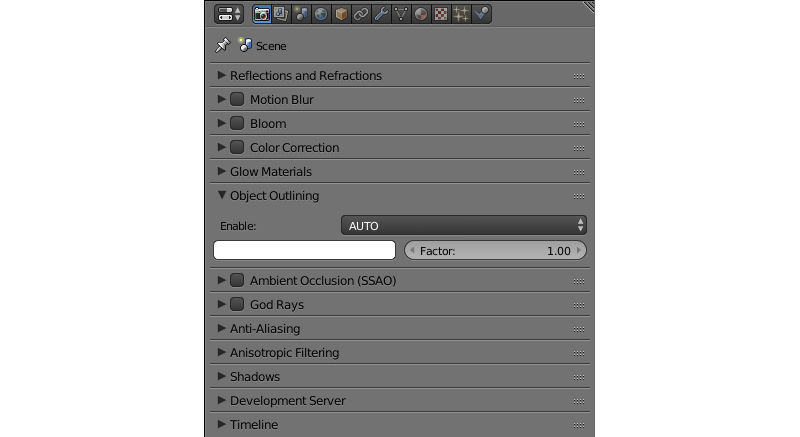 Scene
Reflections and Refractions
Motion Blur
Bloom
Color Correction
Glow Materials
Object Outlining
Enable: AUTO
Factor: 1.00
Ambient Occlusion (SSAO)
God Rays
Anti-Aliasing
Anisotropic Filtering
Shadows
Development Server
Timeline